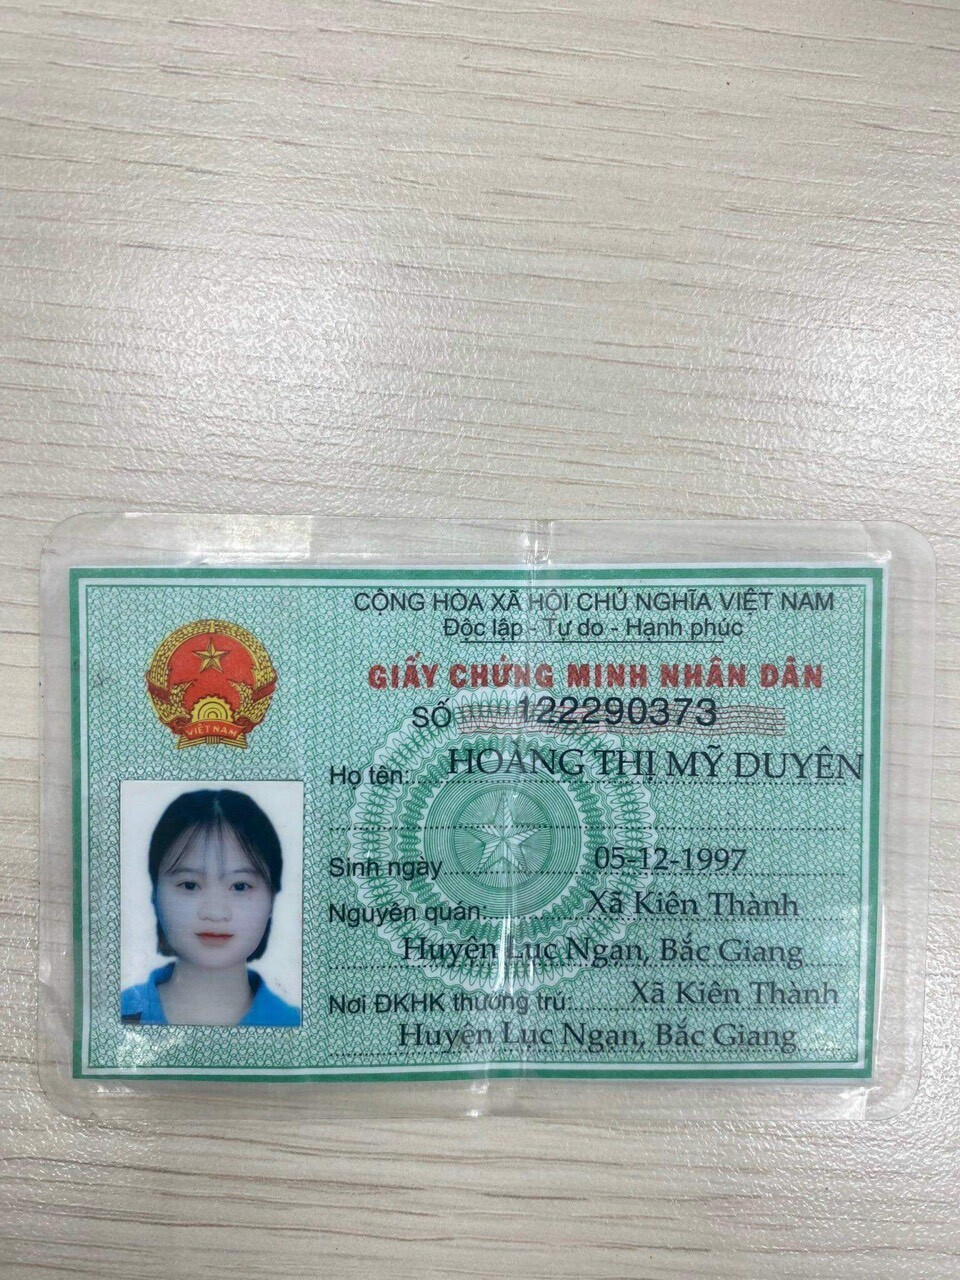 CỘNG HÒA XÃ HỘI CHỦ NGHĨA VIỆT NAM
Độc lập - Tự do - Hạnh phúc
GIẤY CHỨNG MINH NHÂN DÂN
SỐ 122290373
Họ tên: HOÀNG THỊ MỸ DUYÊN
Sinh ngày 05-12-1997
Nguyên quán: Xã Kiên Thành
Huyện Lục Ngạn, Bắc Giang
Nơi ĐKHK thường trú: Xã Kiên Thành
Huyện Lục Ngạn, Bắc Giang
VIỆT NAM